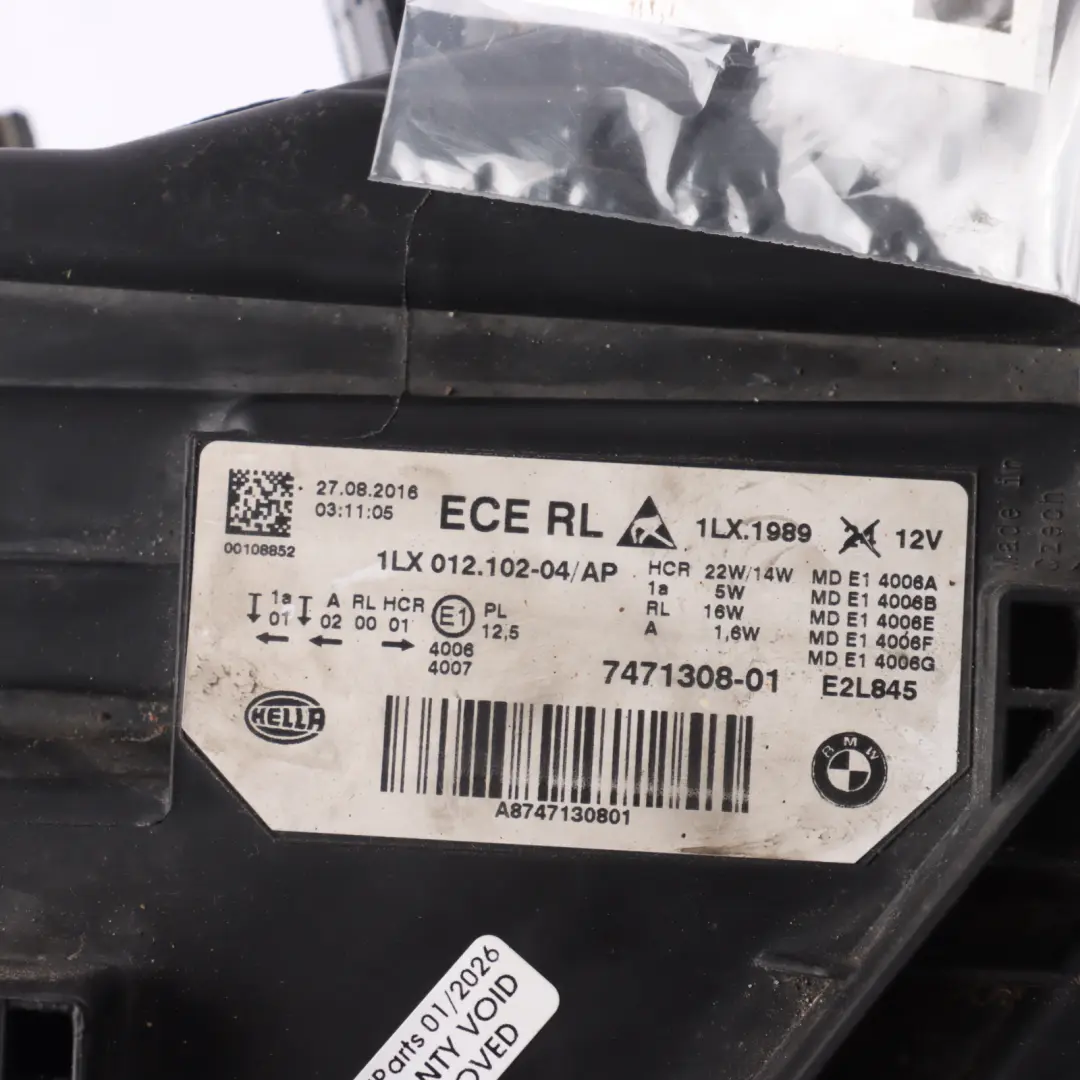 27.08.2016
03:11:05
00108852
ECE RL
1LX.1989
24 12V
1LX 012.102-04/AP
HCR 22W/14W
1a 5W
RL 16W
A 1,6W
MD E1 4006A
MD E1 4006B
MD E1 4006E
MD E1 4006F
MD E1 4006G
1a A RL HCR
01 02 00 01
E1
PL
12,5
4006
4007
7471308-01
E2L845
HELLA
BMW
A8747130801
Made in
Czech
Parts 01/2026
NTY VOID
OVED